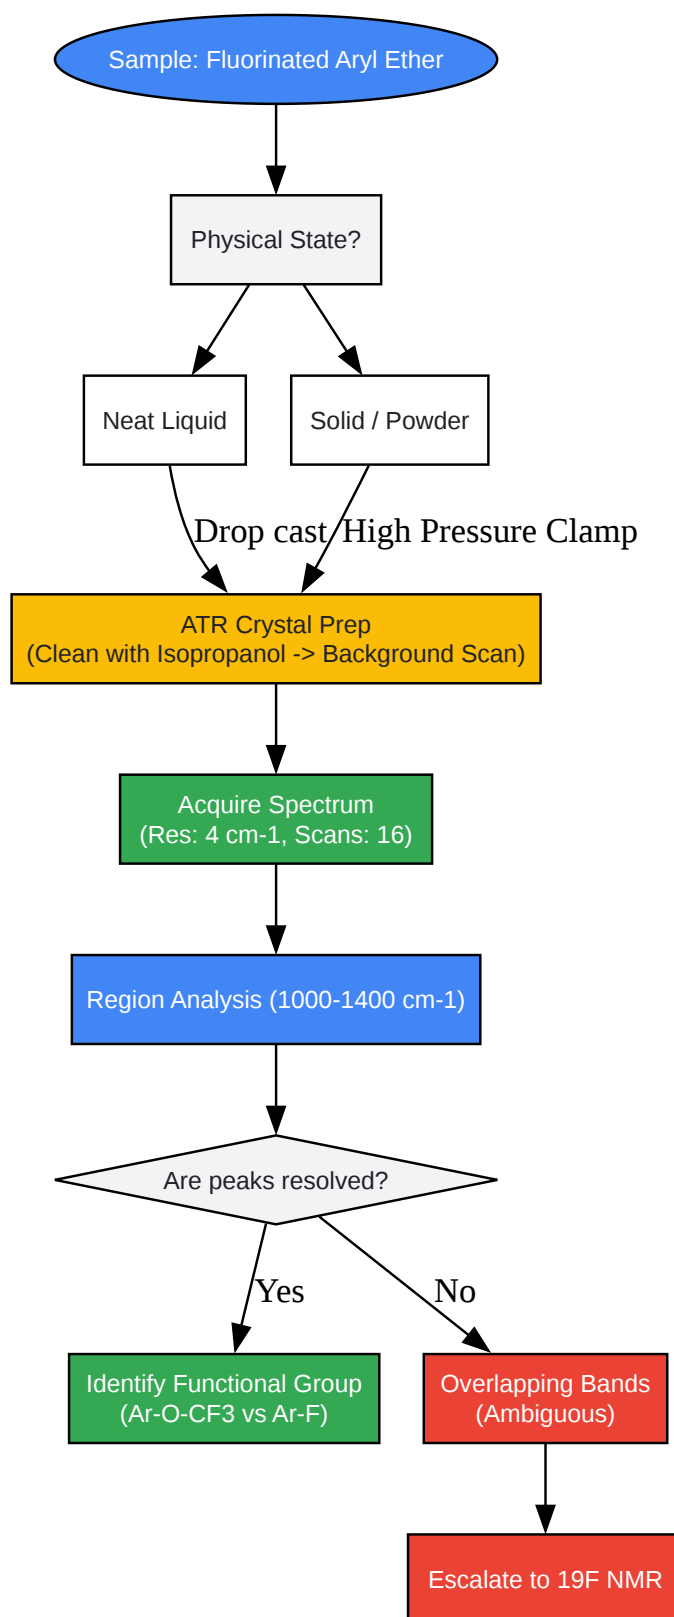 Sample: Fluorinated Aryl Ether
Physical State?
Neat Liquid
Solid / Powder
Drop cast
High Pressure Clamp
ATR Crystal Prep
(Clean with Isopropanol -> Background Scan)
Acquire Spectrum
(Res: 4 cm-1, Scans: 16)
Region Analysis (1000-1400 cm-1)
Are peaks resolved?
Yes
No
Identify Functional Group
(Ar-O-CF3 vs Ar-F)
Overlapping Bands
(Ambiguous)
Escalate to 19F NMR